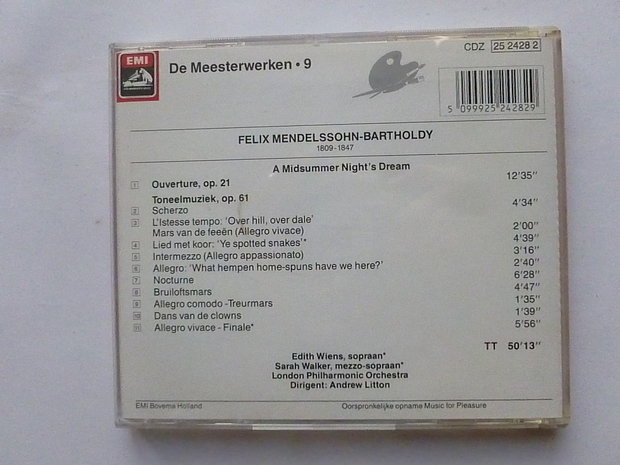 EMI
De Meesterwerken • 9
CDZ 25 2428 2
5 099925 242829
FELIX MENDELSSOHN-BARTHOLDY
1809-1847
A Midsummer Night's Dream
1 Ouverture, op. 21 12'35"
Toneelmuziek, op. 61
2 Scherzo 4'34"
3 L'Istesse tempo: 'Over hill, over dale'
Mars van de feeën (Allegro vivace) 2'00"
4 Lied met koor: 'Ye spotted snakes'* 4'39"
5 Intermezzo (Allegro appassionato) 3'16"
6 Allegro: 'What hempen home-spuns have we here?' 2'40"
7 Nocturne 6'28"
8 Bruiloftsmars 4'47"
9 Allegro comodo -Treurmars 1'35"
10 Dans van de clowns 1'39"
11 Allegro vivace - Finale* 5'56"
TT 50'13"
Edith Wiens, sopraan*
Sarah Walker, mezzo-sopraan*
London Philharmonic Orchestra
Dirigent: Andrew Litton
EMI Bovema Holland Oorspronkelijke opname Music for Pleasure